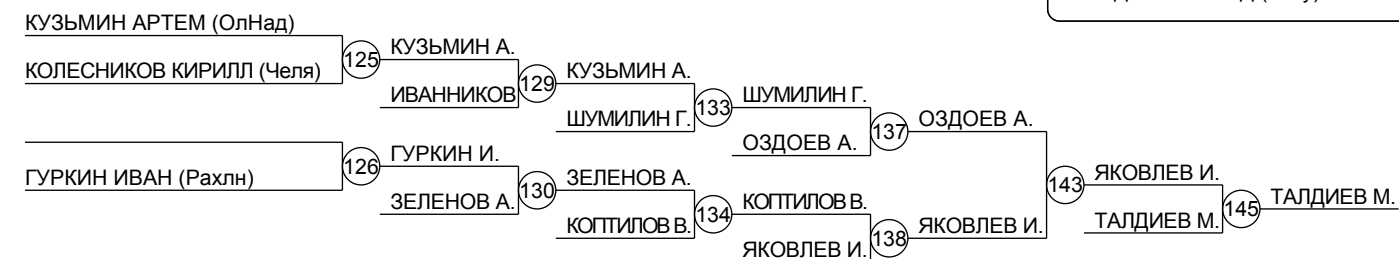 КУЗЬМИН АРТЕМ (ОлНад)
125
КУЗЬМИН А.
КОЛЕСНИКОВ КИРИЛЛ (Челя)
129
КУЗЬМИН А.
ИВАННИКОВ
133
ШУМИЛИН Г.
ШУМИЛИН Г.
137
ОЗДОЕВ А.
ОЗДОЕВ А.
126
ГУРКИН И.
ГУРКИН ИВАН (Рахлн)
130
ЗЕЛЕНОВ А.
ЗЕЛЕНОВ А.
134
КОПТИЛОВ В.
КОПТИЛОВ В.
138
ЯКОВЛЕВ И.
ЯКОВЛЕВ И.
143
ЯКОВЛЕВ И.
ТАЛДИЕВ М.
145
ТАЛДИЕВ М.